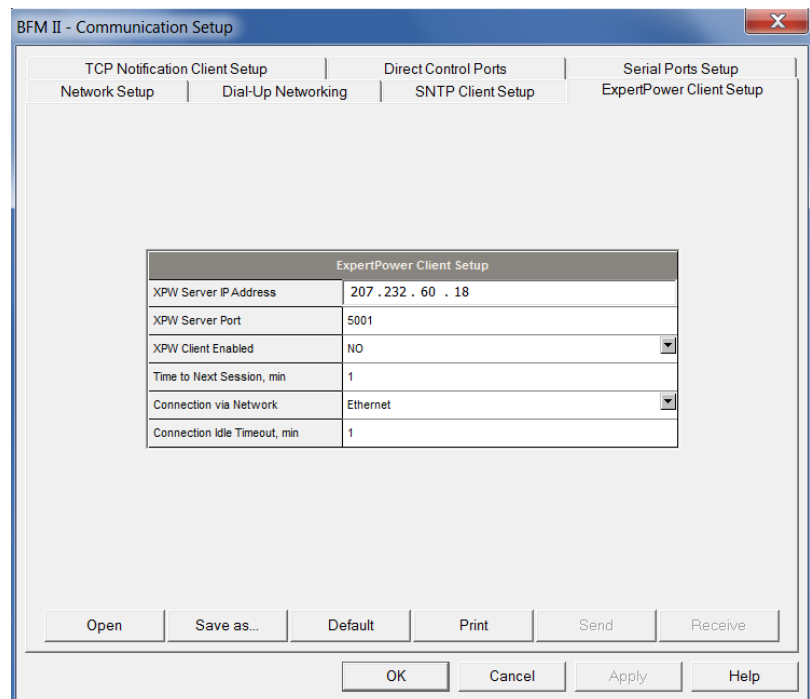 BFM II - Communication Setup
TCP Notification Client Setup Direct Control Ports Serial Ports Setup
Network Setup Dial-Up Networking SNTP Client Setup ExpertPower Client Setup
ExpertPower Client Setup
XPW Server IP Address 207 . 232 . 60 . 18
XPW Server Port 5001
XPW Client Enabled NO
Time to Next Session, min 1
Connection via Network Ethernet
Connection Idle Timeout, min 1
Open Save as... Default Print Send Receive
OK Cancel Apply Help